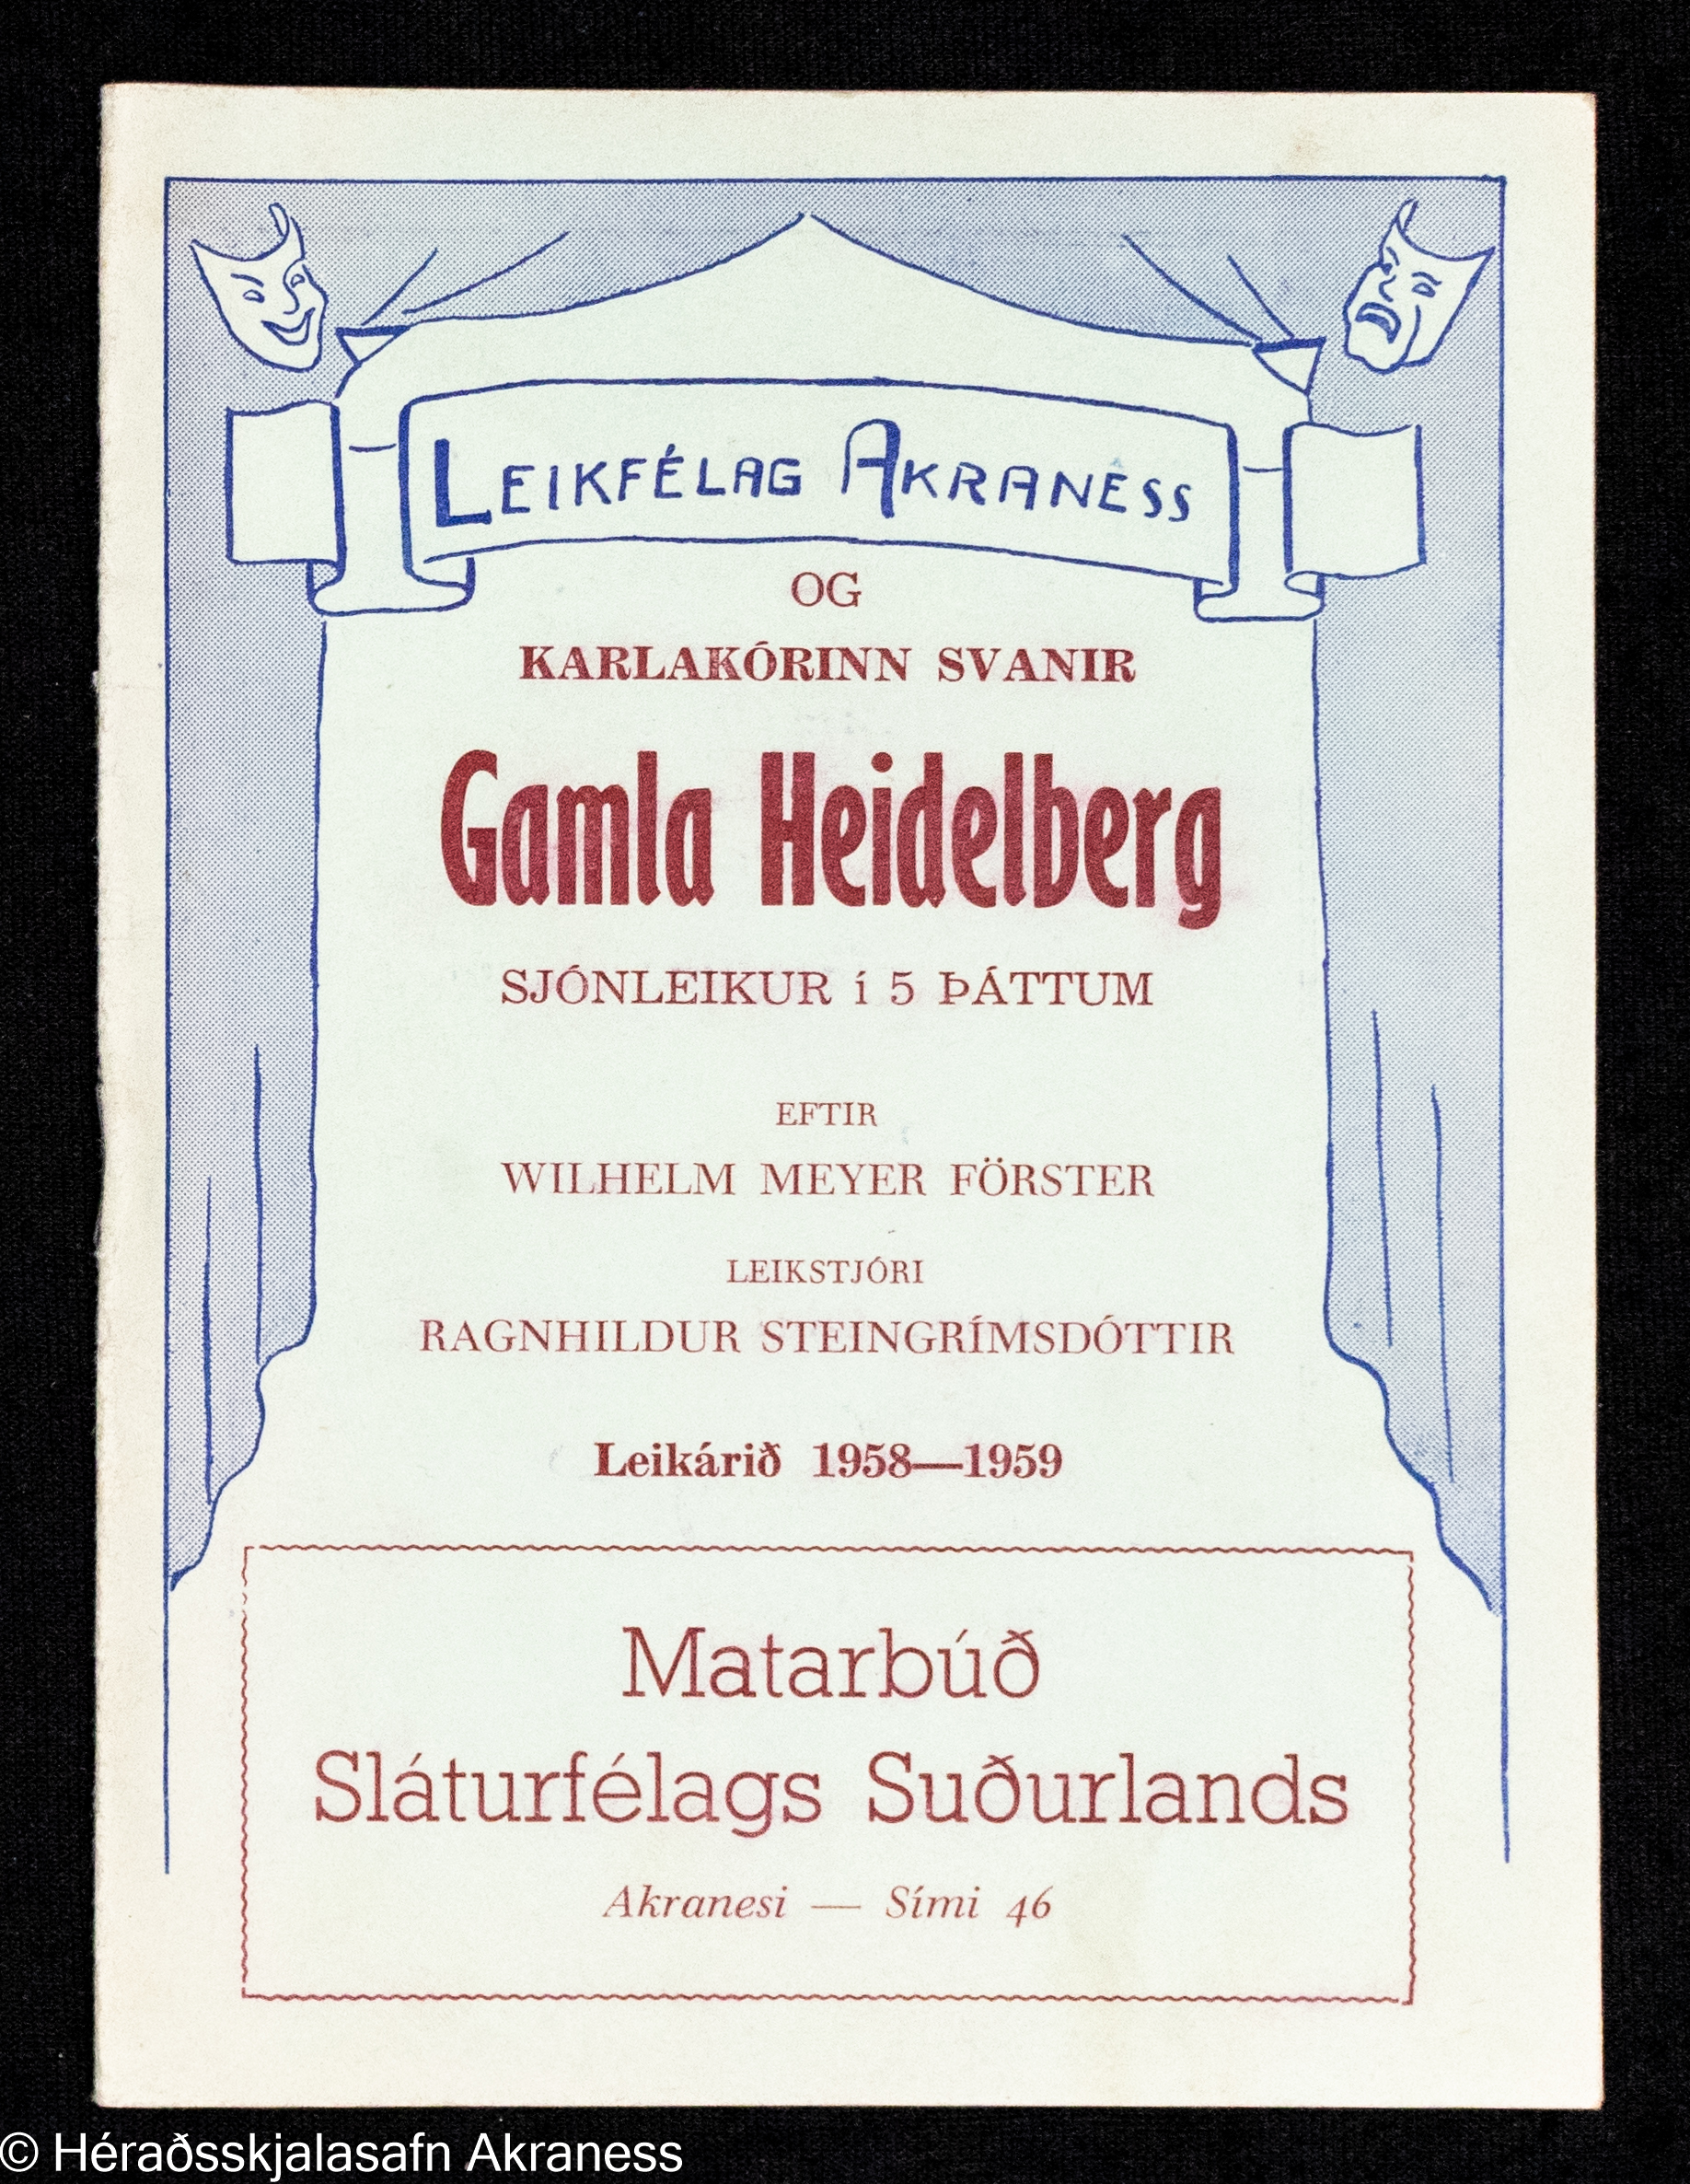 LEIKFÉLAG AKRANESS
OG
KARLAKÓRINN SVANIR
Gamla Heidelberg
SJÓNLEIKUR í 5 ÞÁTTUM
EFTIR
WILHELM MEYER FÖRSTER
LEIKSTJÓRI
RAGNHILDUR STEINGRÍMSDÓTTIR
Leikárið 1958—1959
Matarbúð
Sláturfélags Suðurlands
Akranesi — Sími 46
© Héraðsskjalasafn Akraness